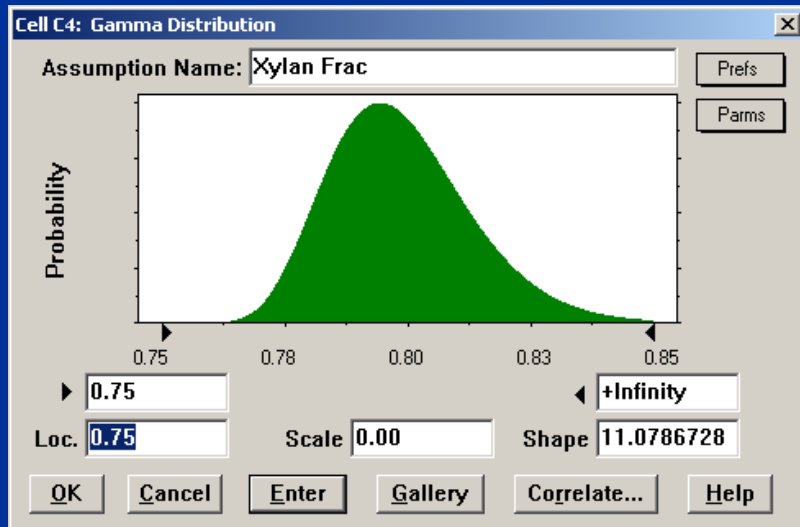 Cell C4: Gamma Distribution
Assumption Name: Xylan Frac
Prefs
Parms
Probability
0.75 0.78 0.80 0.83 0.85
0.75 +Infinity
Loc. 0.75 Scale 0.00 Shape 11.0786728
OK Cancel Enter Gallery Correlate... Help